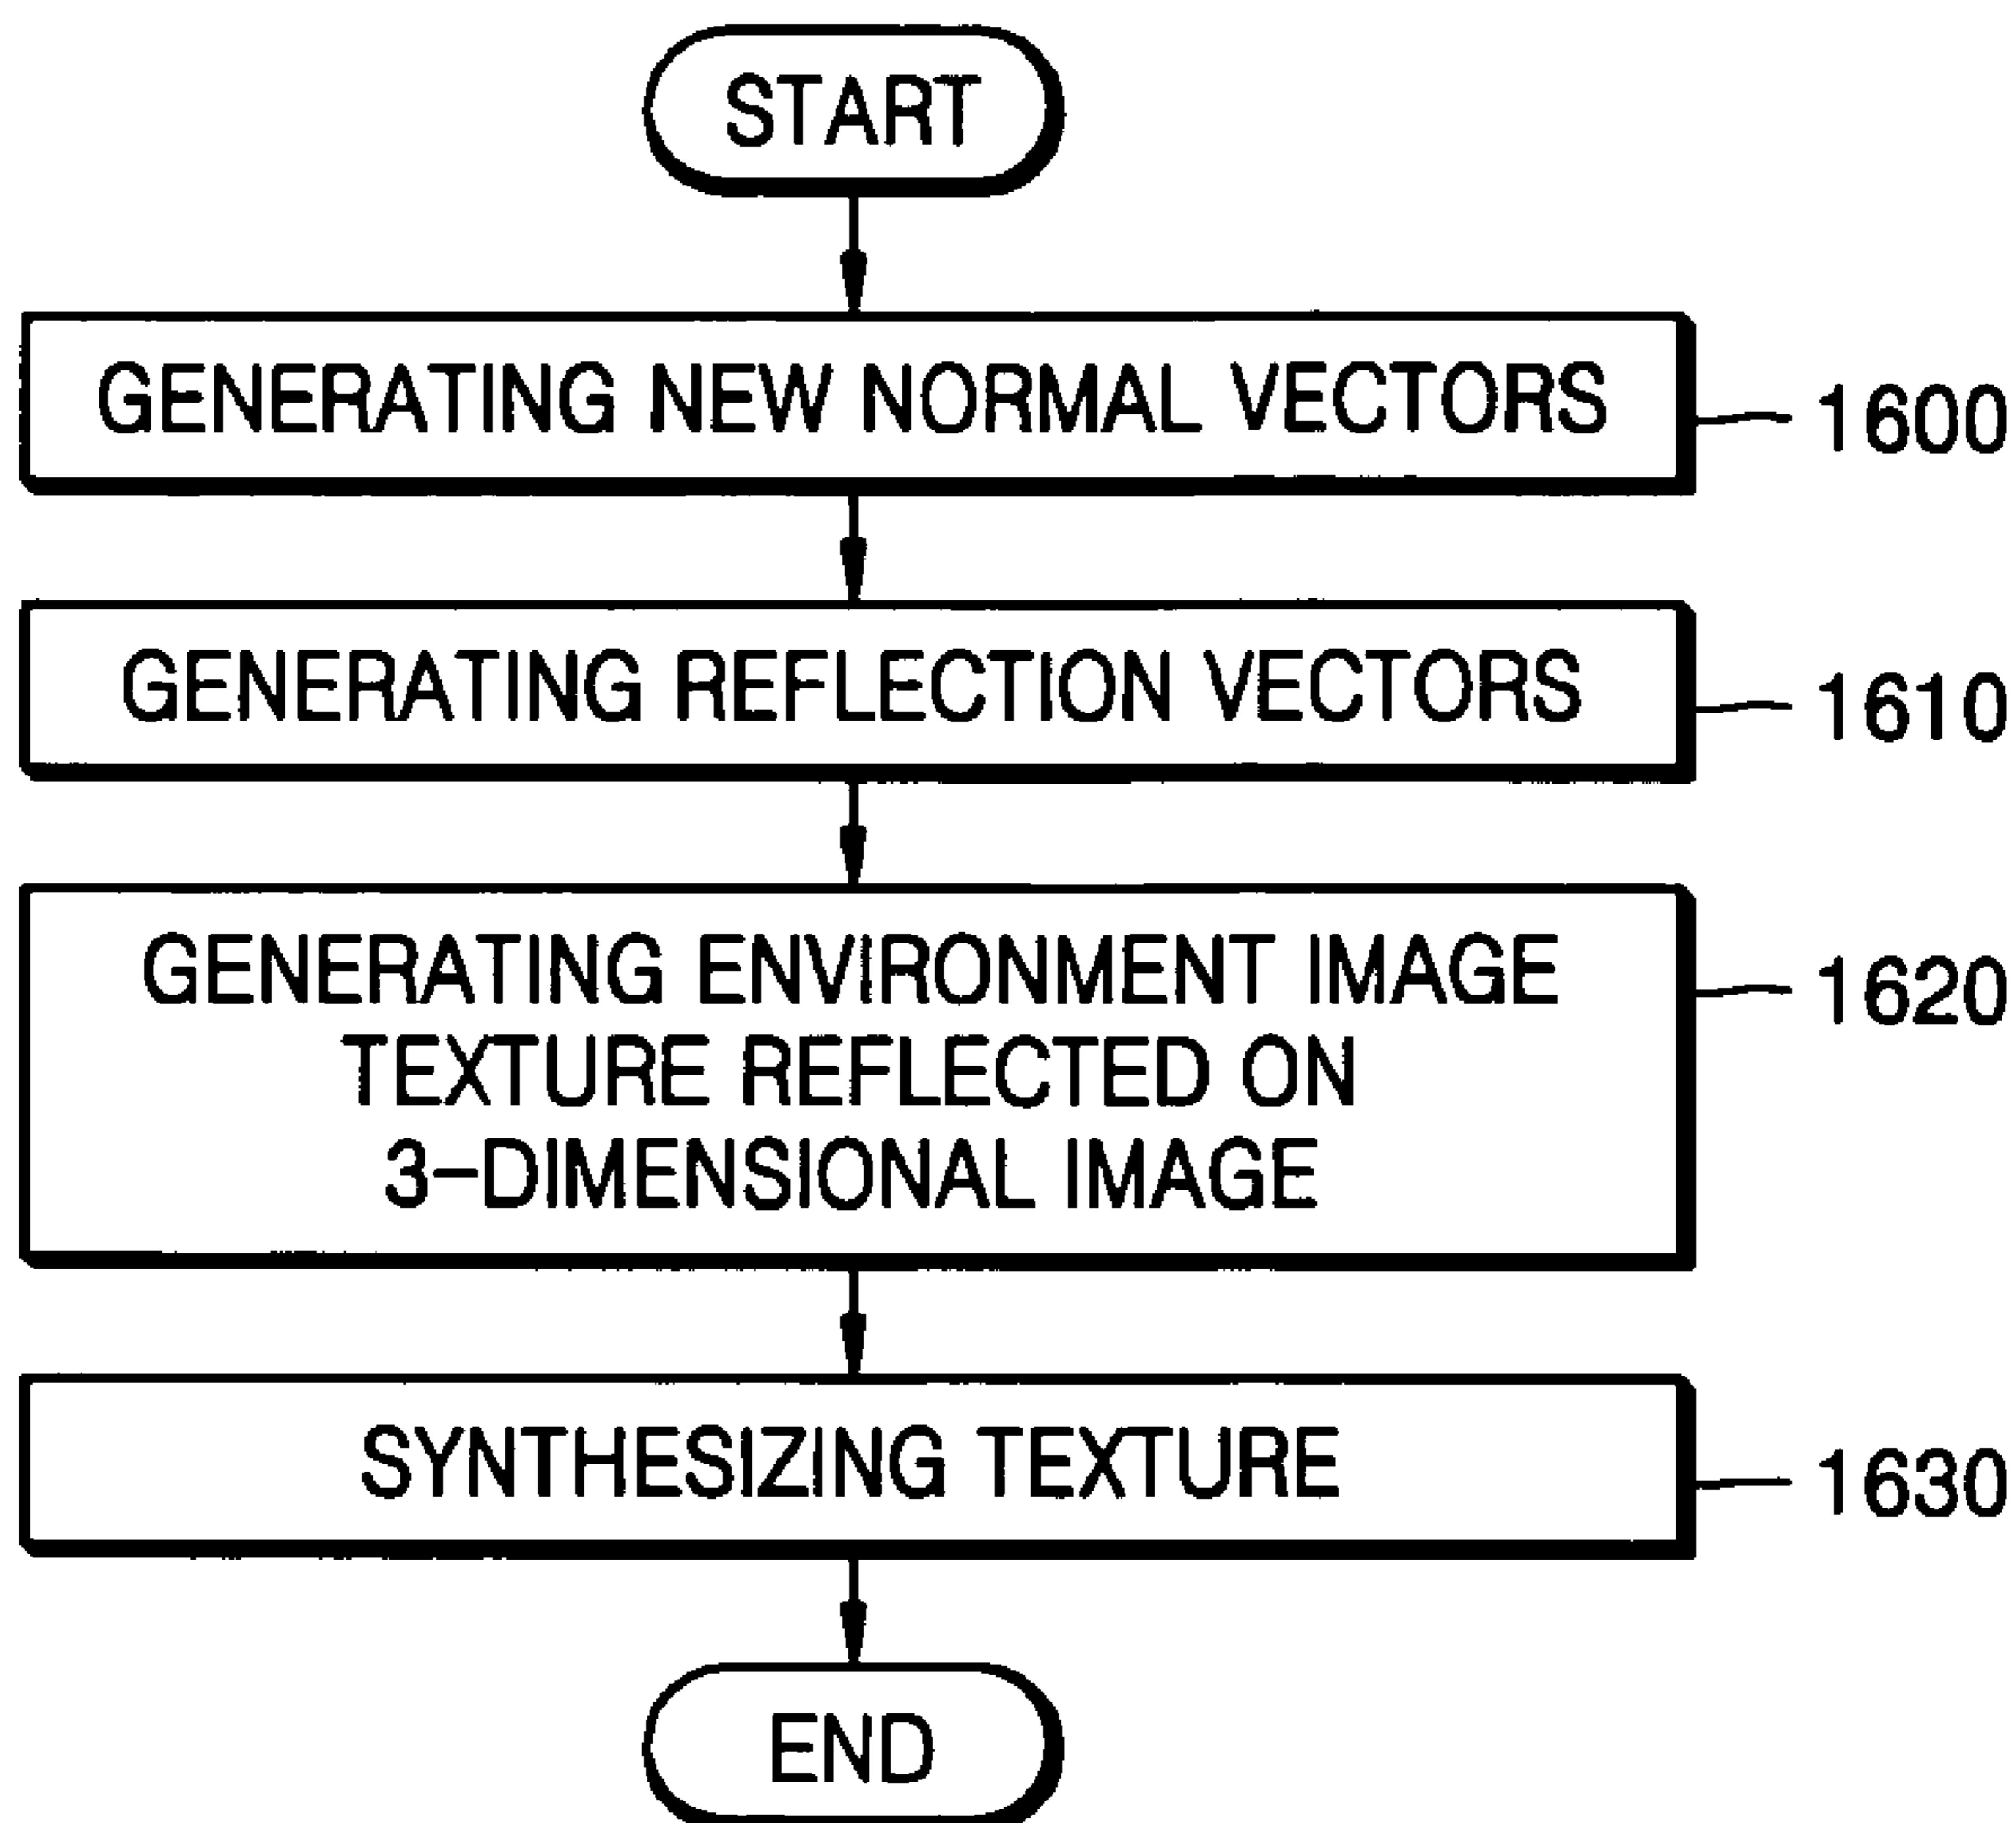 START
GENERATING NEW NORMAL VECTORS
1600
GENERATING REFLECTION VECTORS
1610
GENERATING ENVIRONMENT IMAGE
TEXTURE REFLECTED ON
3-DIMENSIONAL IMAGE
1620
SYNTHESIZING TEXTURE
1630
END